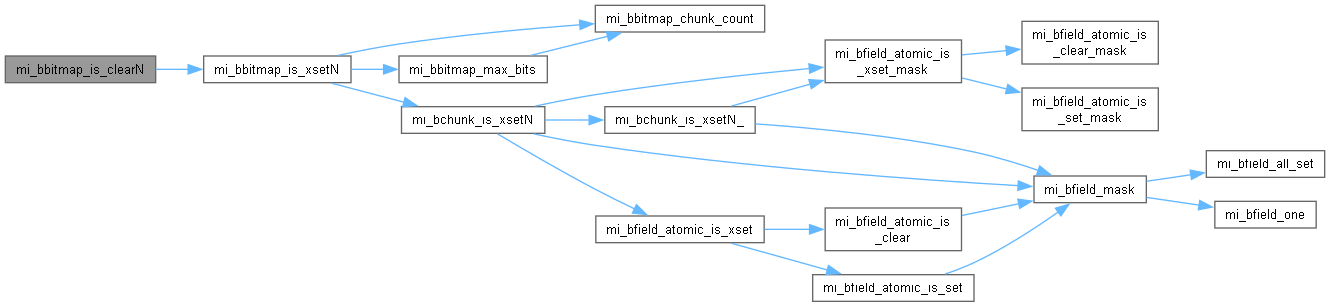 mi_bbitmap_is_clearN
mi_bbitmap_is_xsetN
mi_bbitmap_chunk_count
mi_bbitmap_max_bits
mi_bchunk_is_xsetN
mi_bchunk_is_xsetN_
mi_bfield_atomic_is
_xset_mask
mi_bfield_atomic_is
_clear_mask
mi_bfield_atomic_is
_set_mask
mi_bfield_mask
mi_bfield_all_set
mi_bfield_one
mi_bfield_atomic_is_xset
mi_bfield_atomic_is
_clear
mi_bfield_atomic_is_set